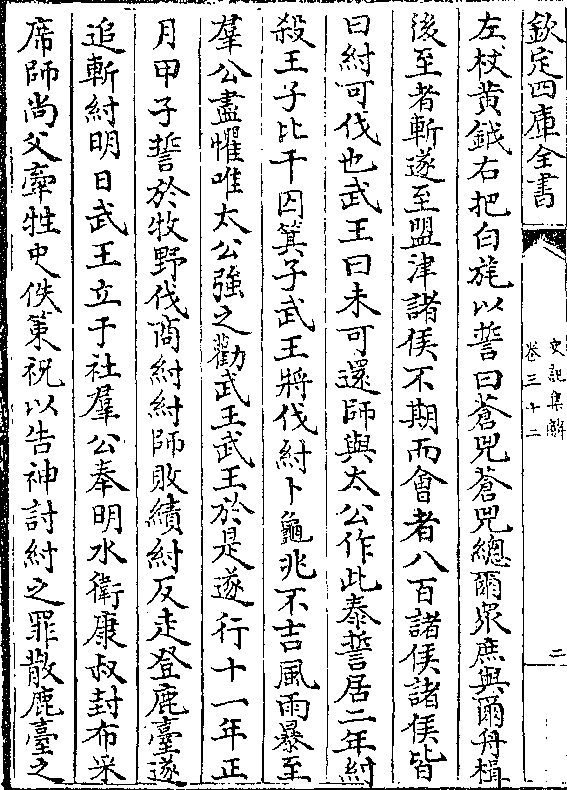 欽定四庫全書
史記集解
卷三十二
二
左杖黄鉞右把白旄以誓曰蒼兕蒼兕總爾衆庶與爾舟楫
後至者斬遂至盟津諸侯不期而會者八百諸侯諸侯皆
曰紂可伐也武王曰未可還師與太公作此泰誓居二年紂
殺王子比干囚箕子武王將伐紂卜龜兆不吉風雨暴至
羣公盡懼唯太公強之勸武王武王於是遂行十一年正
月甲子誓於牧野伐商紂紂師敗績紂反走登鹿臺遂
追斬紂明日武王立于社羣公奉明水衛康叔封布采
席師尚父牽牲史佚策祝以告神討紂之罪散鹿臺之